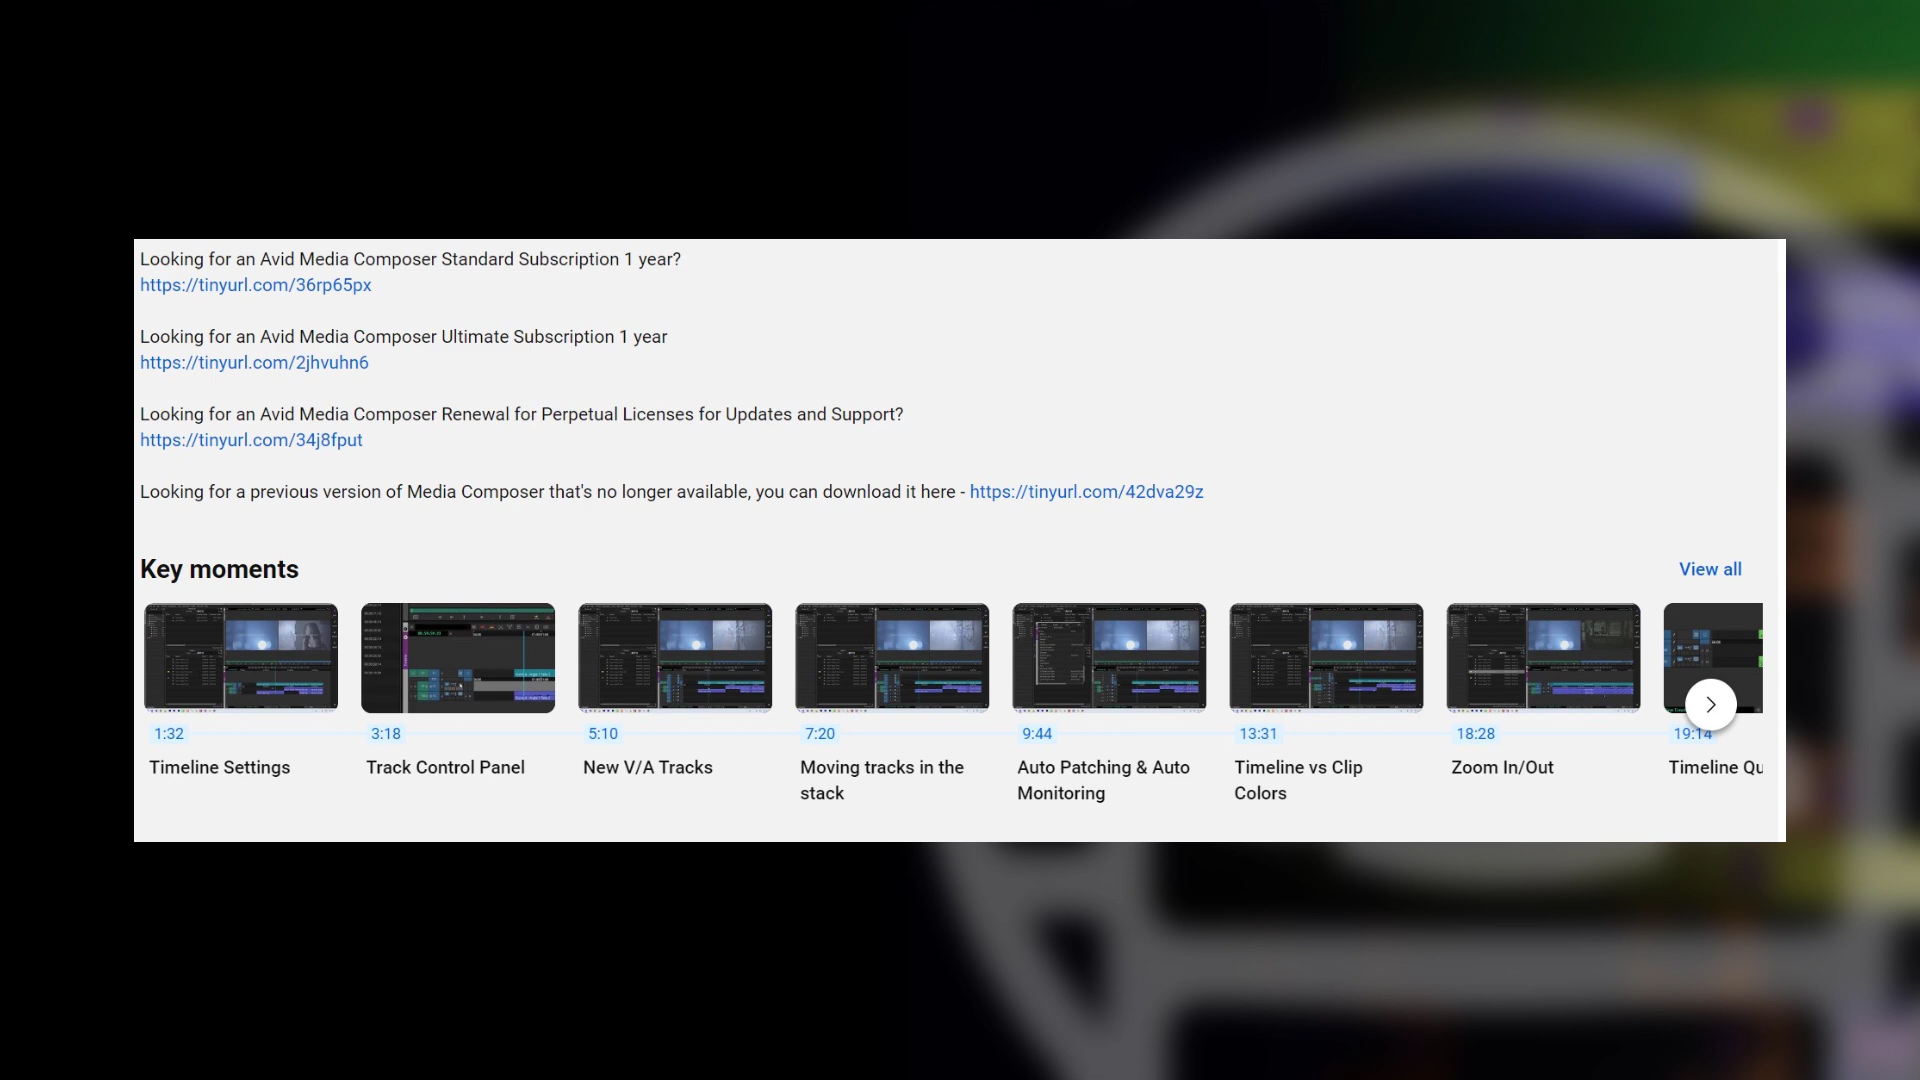 Looking for an Avid Media Composer Standard Subscription 1 year?
https://tinyurl.com/36rp65px
Looking for an Avid Media Composer Ultimate Subscription 1 year
https://tinyurl.com/2jhvuhn6
Looking for an Avid Media Composer Renewal for Perpetual Licenses for Updates and Support?
https://tinyurl.com/34j8fput
Looking for a previous version of Media Composer that's no longer available, you can download it here - https://tinyurl.com/42dva29z
Key moments
View all
1:32
Timeline Settings
3:18
Track Control Panel
5:10
New V/A Tracks
7:20
Moving tracks in the
stack
9:44
Auto Patching & Auto
Monitoring
13:31
Timeline vs Clip
Colors
18:28
Zoom In/Out
19:14
Timeline Qu